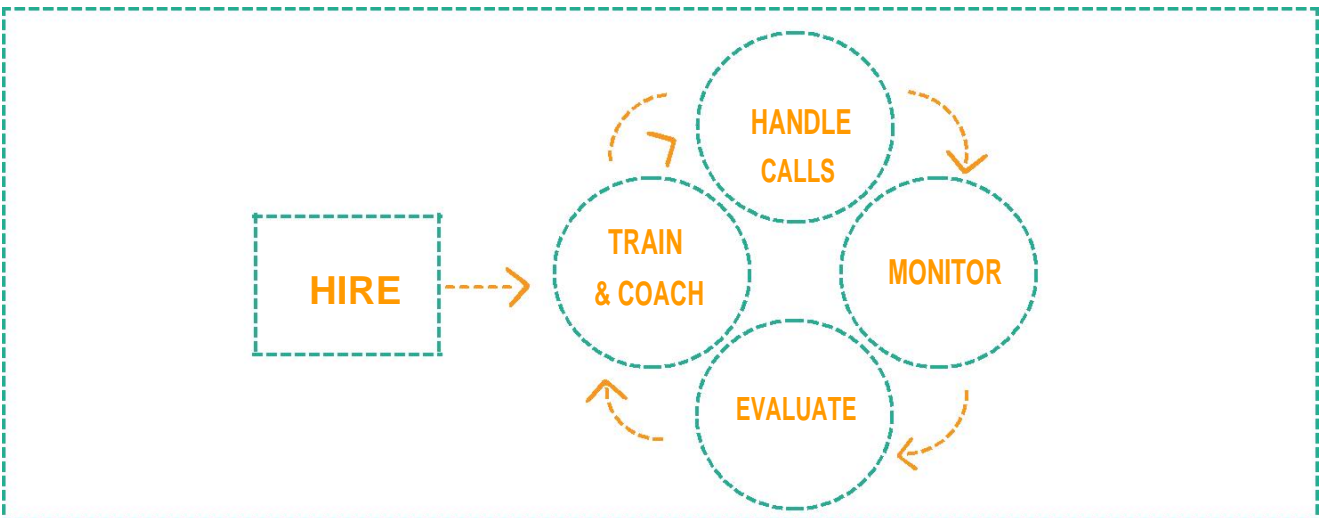 HIRE
TRAIN
& COACH
HANDLE
CALLS
MONITOR
EVALUATE